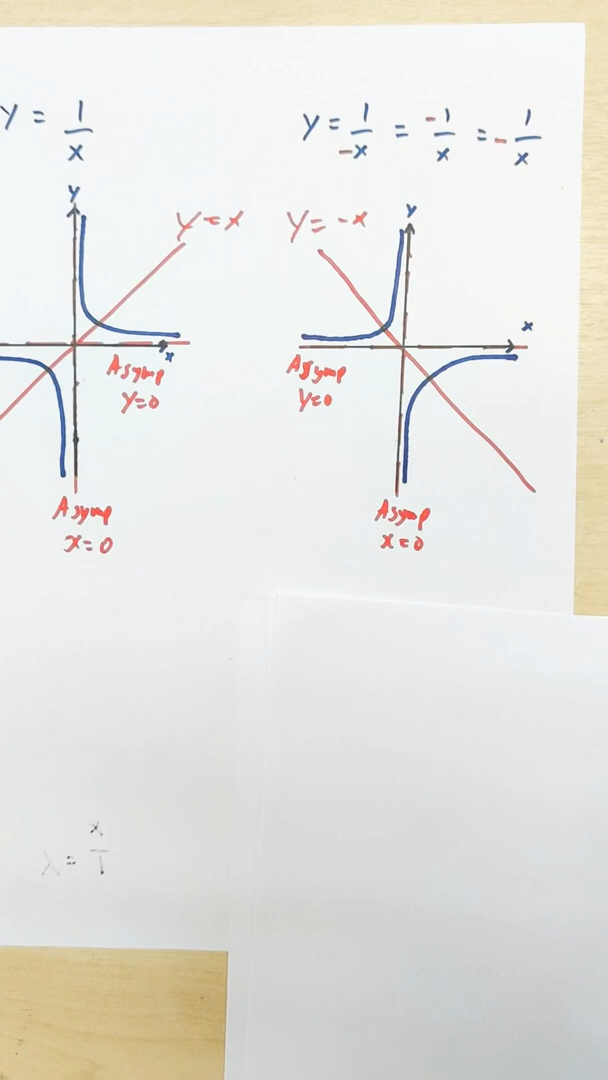 y = 1/x
y = 1/-x = -1/x = - 1/x
y
y = x
x
Asymp
y=0
Asymp
x=0
y = -x
y
x
Asymp
y=0
Asymp
x=0